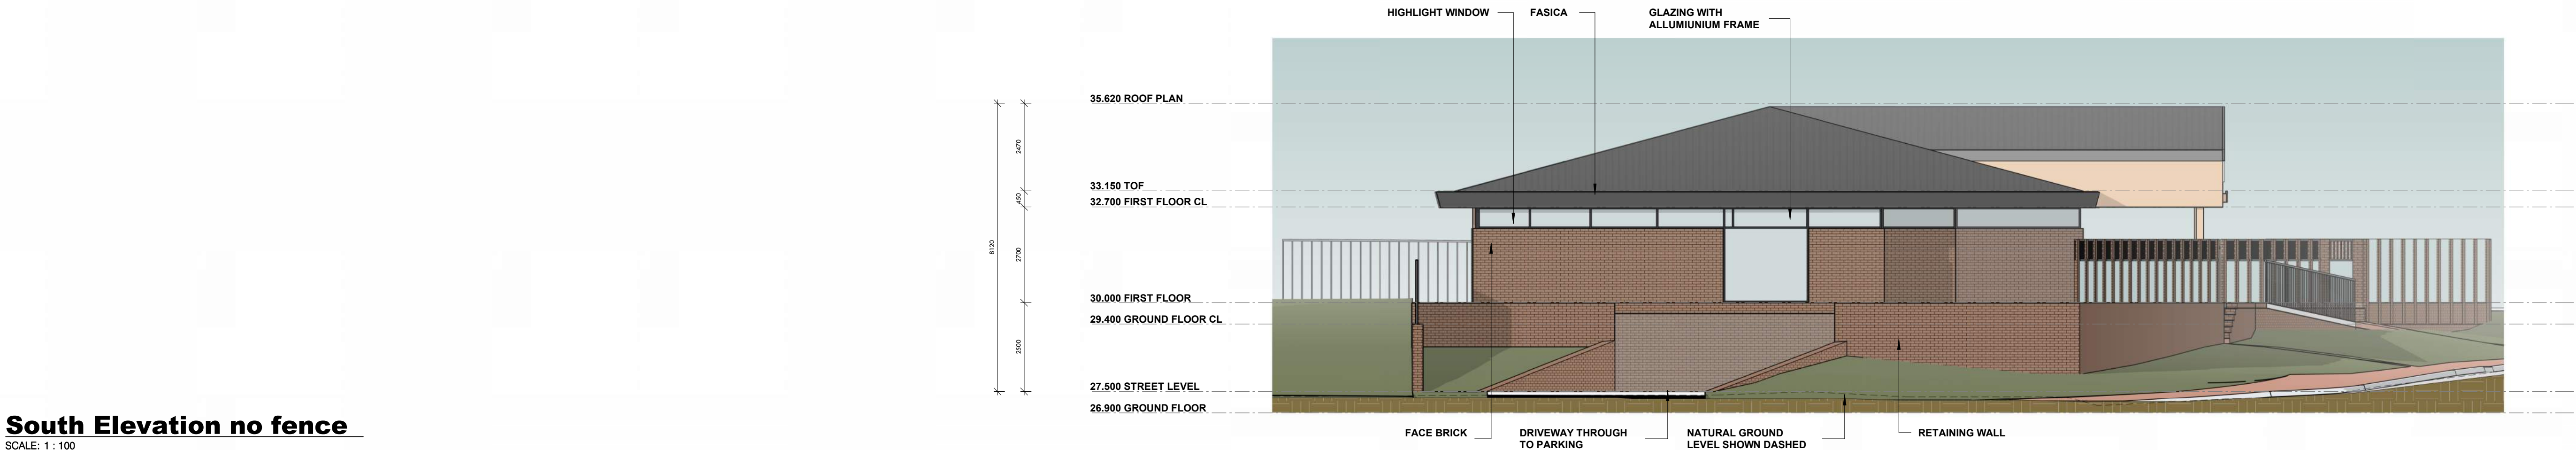 HIGHLIGHT WINDOW
FASICA
GLAZING WITH
ALLUMIUNIUM FRAME
35.620 ROOF PLAN
2470
33.150 TOF
450
32.700 FIRST FLOOR CL
8120
2700
30.000 FIRST FLOOR
29.400 GROUND FLOOR CL
2500
27.500 STREET LEVEL
26.900 GROUND FLOOR
South Elevation no fence
SCALE: 1 : 100
FACE BRICK
DRIVEWAY THROUGH
TO PARKING
NATURAL GROUND
LEVEL SHOWN DASHED
RETAINING WALL